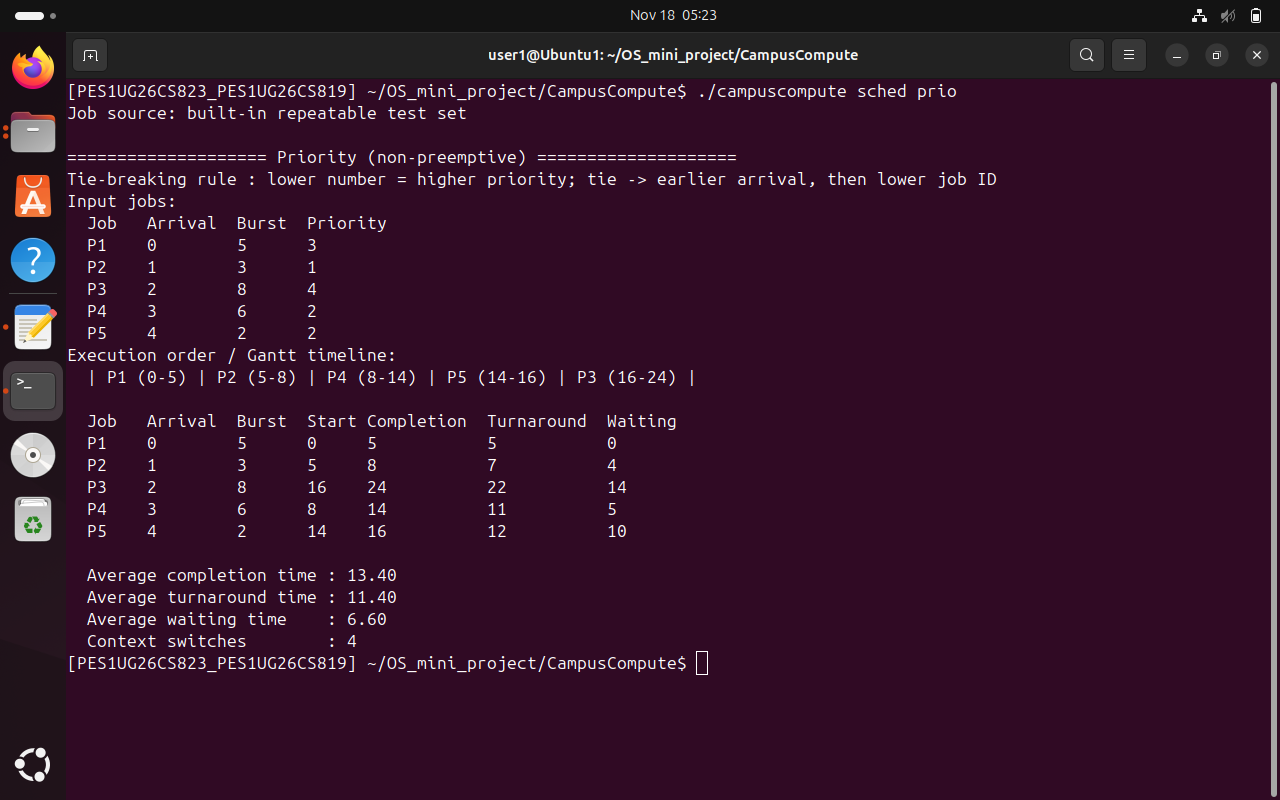 Nov 18 05:23
user1@Ubuntu1: ~/OS_mini_project/CampusCompute
[PES1UG26CS823_PES1UG26CS819] ~/OS_mini_project/CampusCompute$ ./campuscompute sched prio
Job source: built-in repeatable test set
==================== Priority (non-preemptive) ====================
Tie-breaking rule : lower number = higher priority; tie -> earlier arrival, then lower job ID
Input jobs:
  Job   Arrival  Burst  Priority
  P1    0        5      3
  P2    1        3      1
  P3    2        8      4
  P4    3        6      2
  P5    4        2      2
Execution order / Gantt timeline:
  | P1 (0-5) | P2 (5-8) | P4 (8-14) | P5 (14-16) | P3 (16-24) |
  Job   Arrival  Burst  Start Completion  Turnaround  Waiting
  P1    0        5      0     5           5           0
  P2    1        3      5     8           7           4
  P3    2        8      16    24          22          14
  P4    3        6      8     14          11          5
  P5    4        2      14    16          12          10
  Average completion time : 13.40
  Average turnaround time : 11.40
  Average waiting time    : 6.60
  Context switches        : 4
[PES1UG26CS823_PES1UG26CS819] ~/OS_mini_project/CampusCompute$